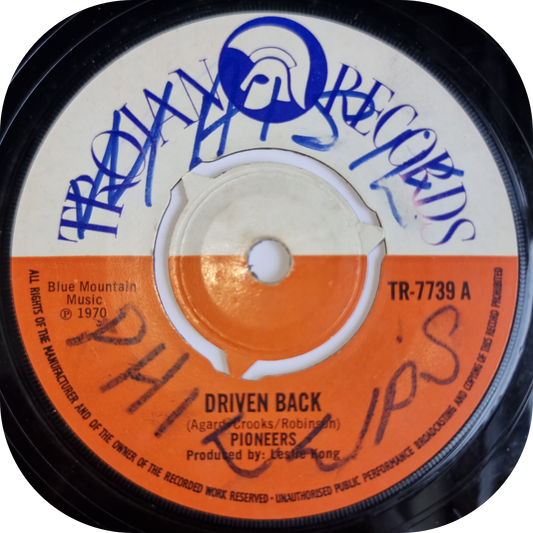 TROJAN RECORDS
Blue Mountain
Music
℗ 1970
TR-7739 A
PHILLIPS
DRIVEN BACK
(Agard/Crooks/Robinson)
PIONEERS
Produced by: Leslie Kong
ALL RIGHTS OF THE MANUFACTURER AND OF THE OWNER OF THE RECORDED WORK RESERVED · UNAUTHORISED PUBLIC PERFORMANCE BROADCASTING AND COPYING OF THIS RECORD PROHIBITED